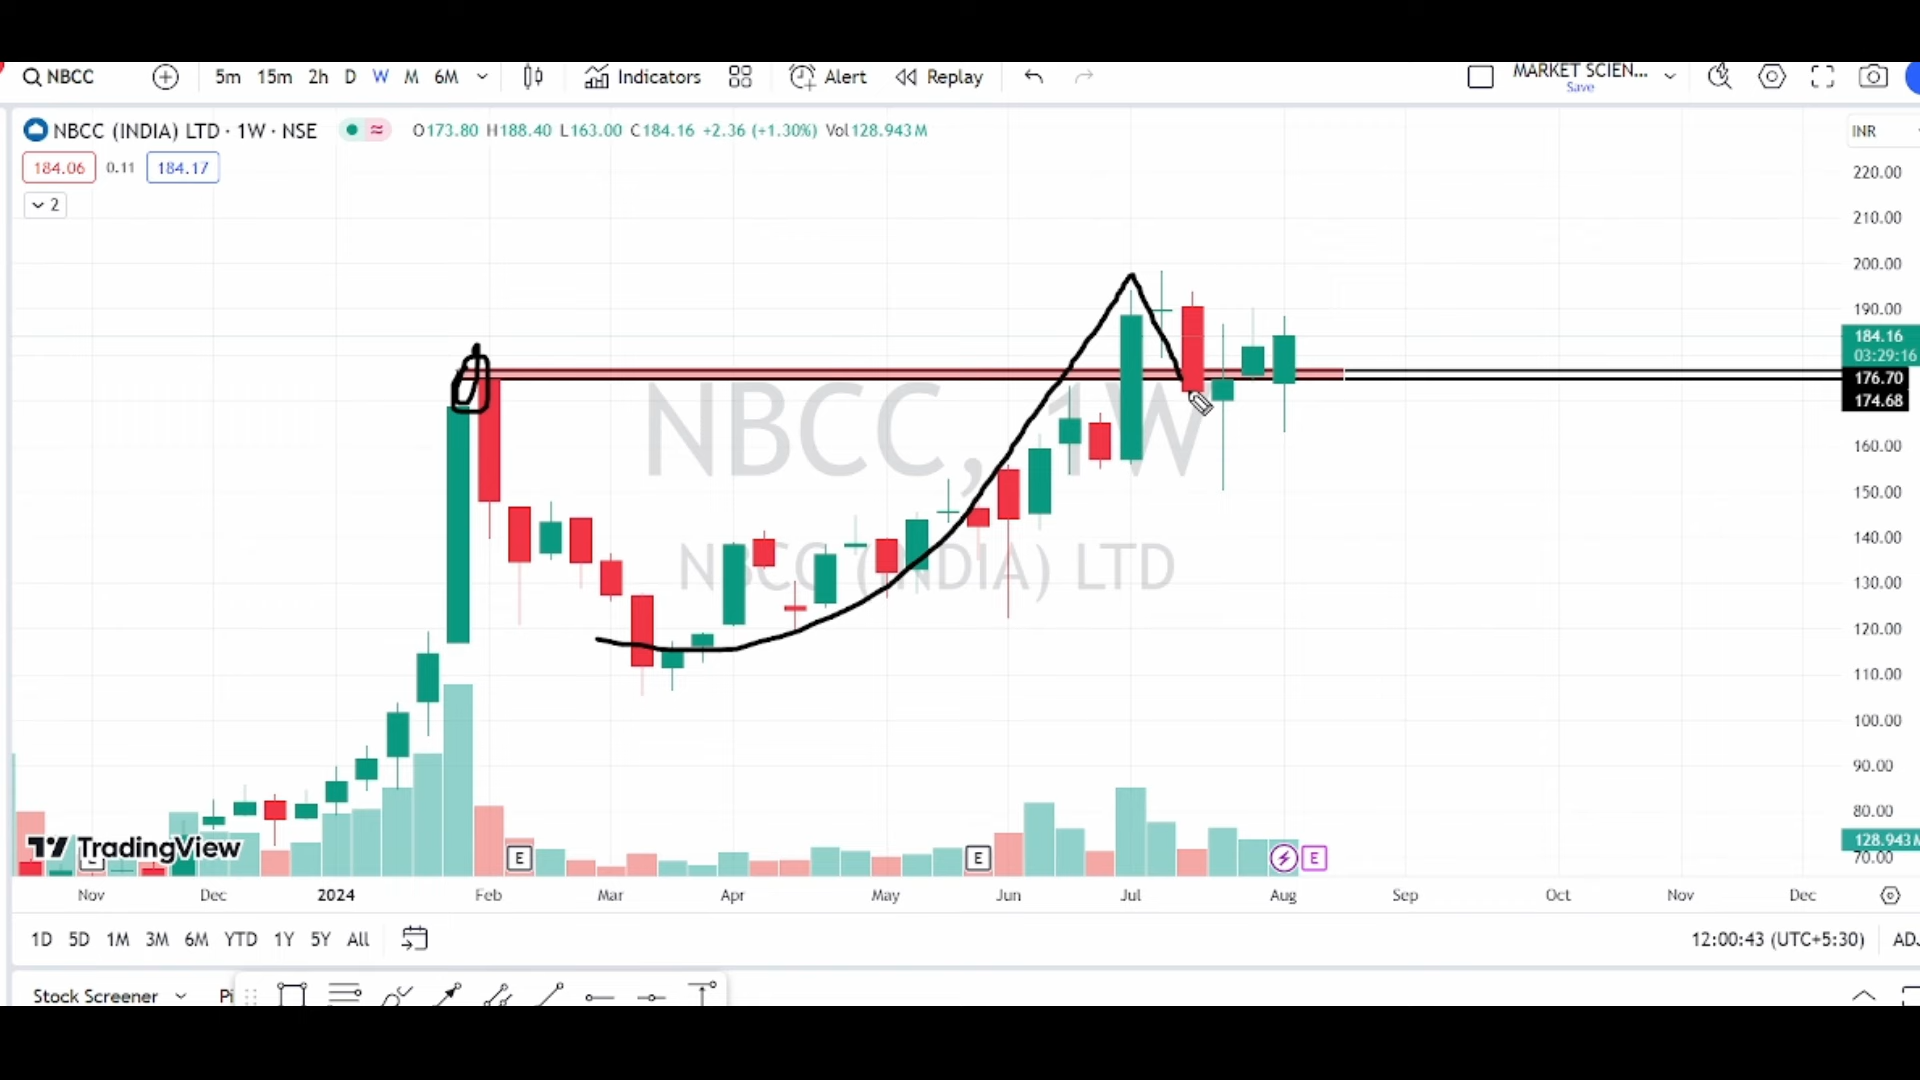 NBCC 5m 15m 2h D W M 6M Indicators Alert Replay MARKET SCIEN...
Save
NBCC (INDIA) LTD · 1W · NSE O173.80 H188.40 L163.00 C184.16 +2.36 (+1.30%) Vol128.943M INR
184.06 0.11 184.17
2
220.00
210.00
200.00
190.00
184.16
03:29:16
176.70
174.68
160.00
150.00
140.00
130.00
120.00
110.00
100.00
90.00
80.00
128.943M
70.00
NBCC, 1W
NBCC (INDIA) LTD
TradingView
E E E E
Nov Dec 2024 Feb Mar Apr May Jun Jul Aug Sep Oct Nov Dec
1D 5D 1M 3M 6M YTD 1Y 5Y All 12:00:43 (UTC+5:30) ADJ
Stock Screener Pi